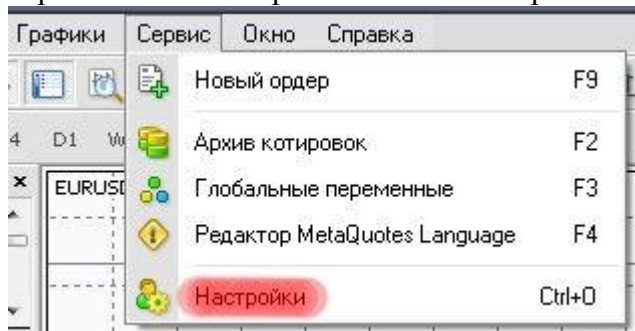 Графики Сервис Окно Справка
Новый ордер F9
4 D1
Архив котировок F2
EURUSD
Глобальные переменные F3
Редактор MetaQuotes Language F4
Настройки Ctrl+O